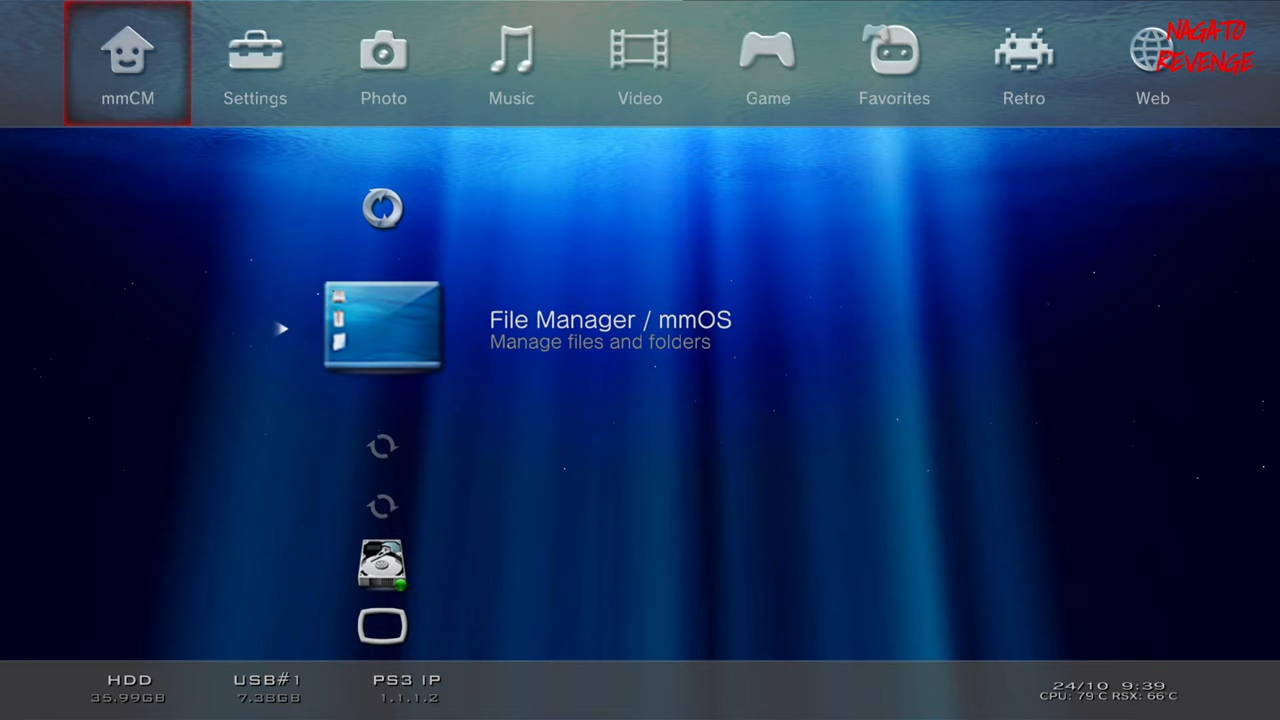 mmCM
Settings
Photo
Music
Video
Game
Favorites
Retro
Web
NAGATO
REVENGE
File Manager / mmOS
Manage files and folders
HDD
35.99GB
USB#1
7.38GB
PS3 IP
1.1.1.2
24/10 9:39
CPU: 79°C RSX: 66°C